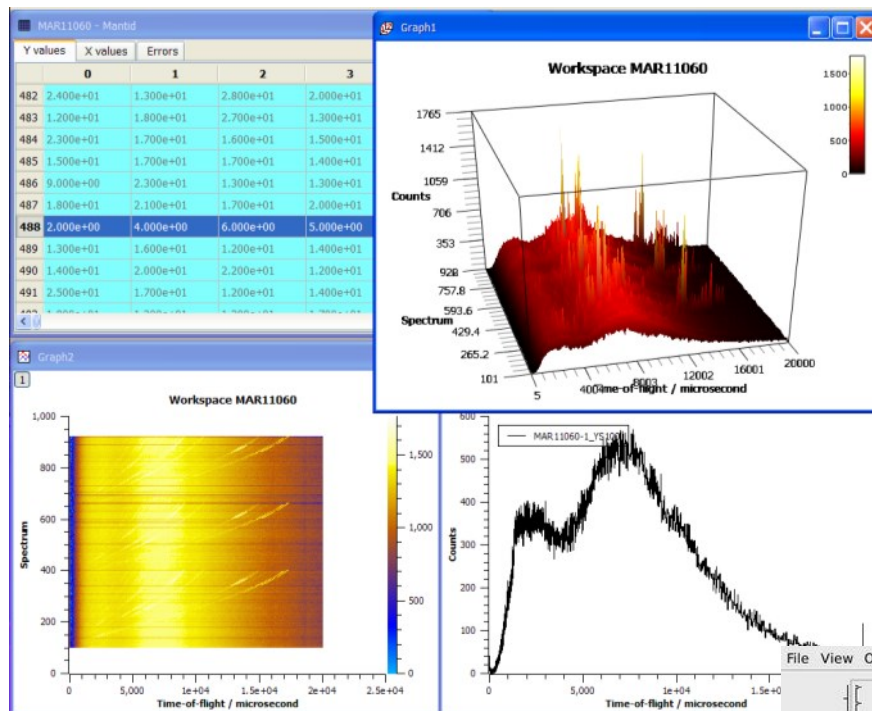 MAR11060 - Mantid
Y values X values Errors
0 1 2 3
482 2.400e+01 1.300e+01 2.800e+01 2.000e+01
483 1.200e+01 1.800e+01 2.700e+01 1.300e+01
484 2.300e+01 1.700e+01 1.600e+01 1.500e+01
485 1.500e+01 1.700e+01 1.700e+01 1.400e+01
486 9.000e+00 2.300e+01 1.300e+01 1.300e+01
487 1.800e+01 2.100e+01 1.700e+01 2.000e+01
488 2.000e+00 4.000e+00 6.000e+00 5.000e+00
489 1.300e+01 1.600e+01 1.200e+01 1.400e+01
490 1.400e+01 2.000e+01 2.200e+01 1.200e+01
491 2.500e+01 1.700e+01 1.200e+01 1.400e+01
Graph1
Workspace MAR11060
1765
1412
1059
Counts
706
353
928
757.8
593.6
Spectrum
429.4
265.2
101
5 4004 8003 12002 16001 20000
Time-of-flight / microsecond
1500
1000
500
0
Graph2
1
Workspace MAR11060
1,000
800
600
400
200
0
Spectrum
0 5,000 1e+04 1.5e+04 2e+04 2.5e+04
Time-of-flight / microsecond
1,500
1,000
500
0
600
500
400
300
200
100
0
Counts
0 5,000 1e+04
Time-of-flight / microsecond
File View